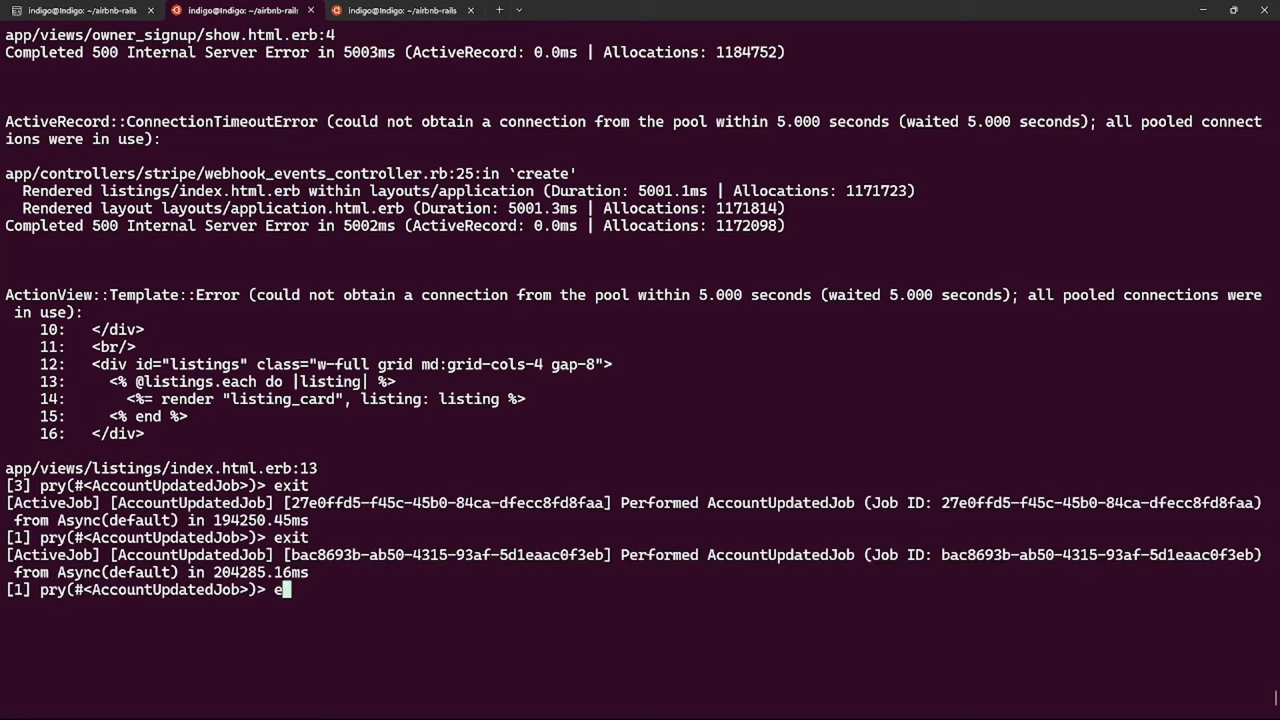 indigo@Indigo: ~/airbnb-rails
indigo@Indigo: ~/airbnb-rails
indigo@Indigo: ~/airbnb-rails
app/views/owner_signup/show.html.erb:4
Completed 500 Internal Server Error in 5003ms (ActiveRecord: 0.0ms | Allocations: 1184752)
ActiveRecord::ConnectionTimeoutError (could not obtain a connection from the pool within 5.000 seconds (waited 5.000 seconds); all pooled connect
ions were in use):
app/controllers/stripe/webhook_events_controller.rb:25:in `create'
Rendered listings/index.html.erb within layouts/application (Duration: 5001.1ms | Allocations: 1171723)
Rendered layout layouts/application.html.erb (Duration: 5001.3ms | Allocations: 1171814)
Completed 500 Internal Server Error in 5002ms (ActiveRecord: 0.0ms | Allocations: 1172098)
ActionView::Template::Error (could not obtain a connection from the pool within 5.000 seconds (waited 5.000 seconds); all pooled connections were
in use):
10: </div>
11: <br/>
12: <div id="listings" class="w-full grid md:grid-cols-4 gap-8">
13: <% @listings.each do |listing| %>
14: <%= render "listing_card", listing: listing %>
15: <% end %>
16: </div>
app/views/listings/index.html.erb:13
[3] pry(#<AccountUpdatedJob>)> exit
[ActiveJob] [AccountUpdatedJob] [27e0ffd5-f45c-45b0-84ca-dfecc8fd8faa] Performed AccountUpdatedJob (Job ID: 27e0ffd5-f45c-45b0-84ca-dfecc8fd8faa)
from Async(default) in 194250.45ms
[1] pry(#<AccountUpdatedJob>)> exit
[ActiveJob] [AccountUpdatedJob] [bac8693b-ab50-4315-93af-5d1eaac0f3eb] Performed AccountUpdatedJob (Job ID: bac8693b-ab50-4315-93af-5d1eaac0f3eb)
from Async(default) in 204285.16ms
[1] pry(#<AccountUpdatedJob>)> e